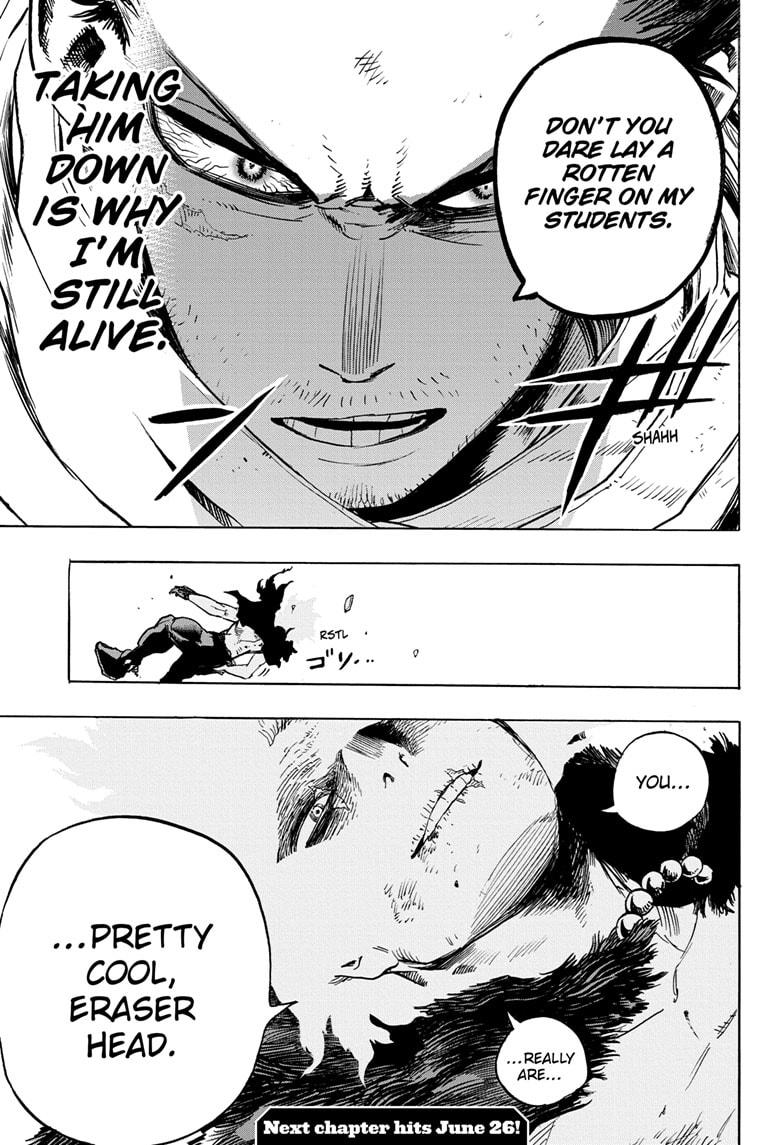 DON'T YOU
DARE LAY A
ROTTEN
FINGER ON MY
STUDENTS.
TAKING
HIM
DOWN
IS WHY
I'M
STILL
ALIVE.
SHAHH
RSTL
ゴソ...
YOU...
...REALLY
ARE...
...PRETTY
COOL,
ERASER
HEAD.
Next chapter hits June 26!